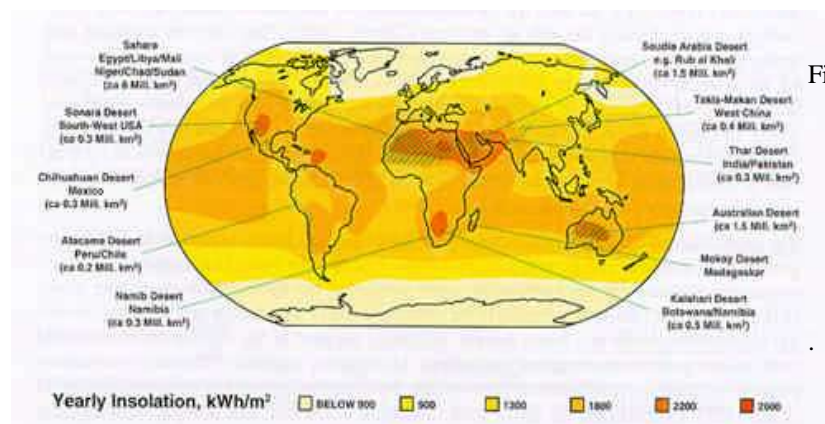 Sahara
Egypt/Libya/Mali
Niger/Chad/Sudan
(ca 6 Mill. km²)
Sonara Desert
South-West USA
(ca 0.3 Mill. km²)
Chihuahuan Desert
Mexico
(ca 0.3 Mill. km²)
Atacama Desert
Peru/Chile
(ca 0.2 Mill. km²)
Namib Desert
Namibia
(ca 0.3 Mill. km²)
Saudia Arabia Desert
e.g. Rub al Khali
(ca 1.5 Mill. km²)
Fi
Takla-Makan Desert
West China
(ca 0.4 Mill. km²)
Thar Desert
India/Pakistan
(ca 0.3 Mill. km²)
Australian Desert
(ca 1.5 Mill. km²)
Mokoy Desert
Madagaskar
Kalahari Desert
Botswana/Namibia
(ca 0.5 Mill. km²)
.
Yearly Insolation, kWh/m² BELOW 900 900 1300 1800 2200